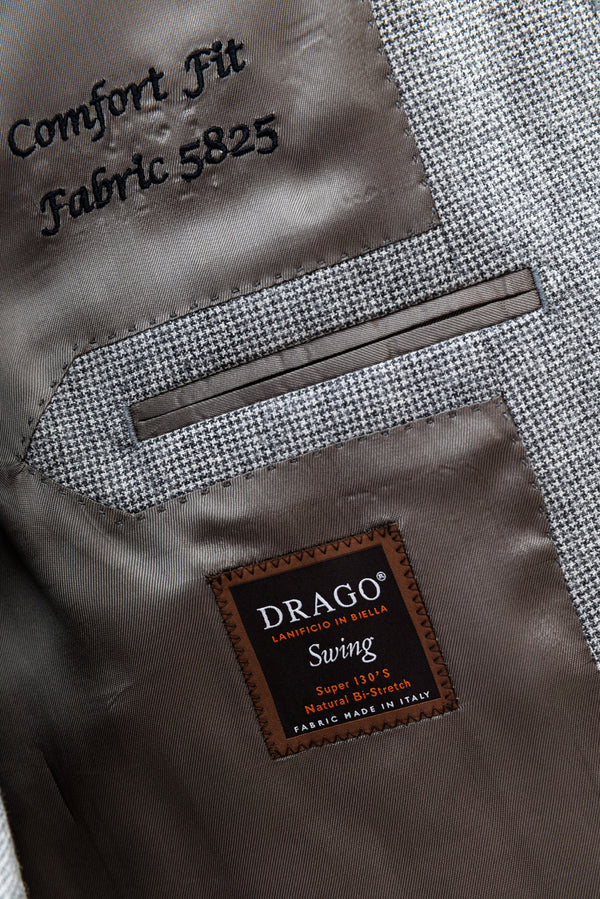 Comfort Fit
Fabric 5825
DRAGO®
LANIFICIO IN BIELLA
Swing
Super 130'S
Natural Bi-Stretch
FABRIC MADE IN ITALY